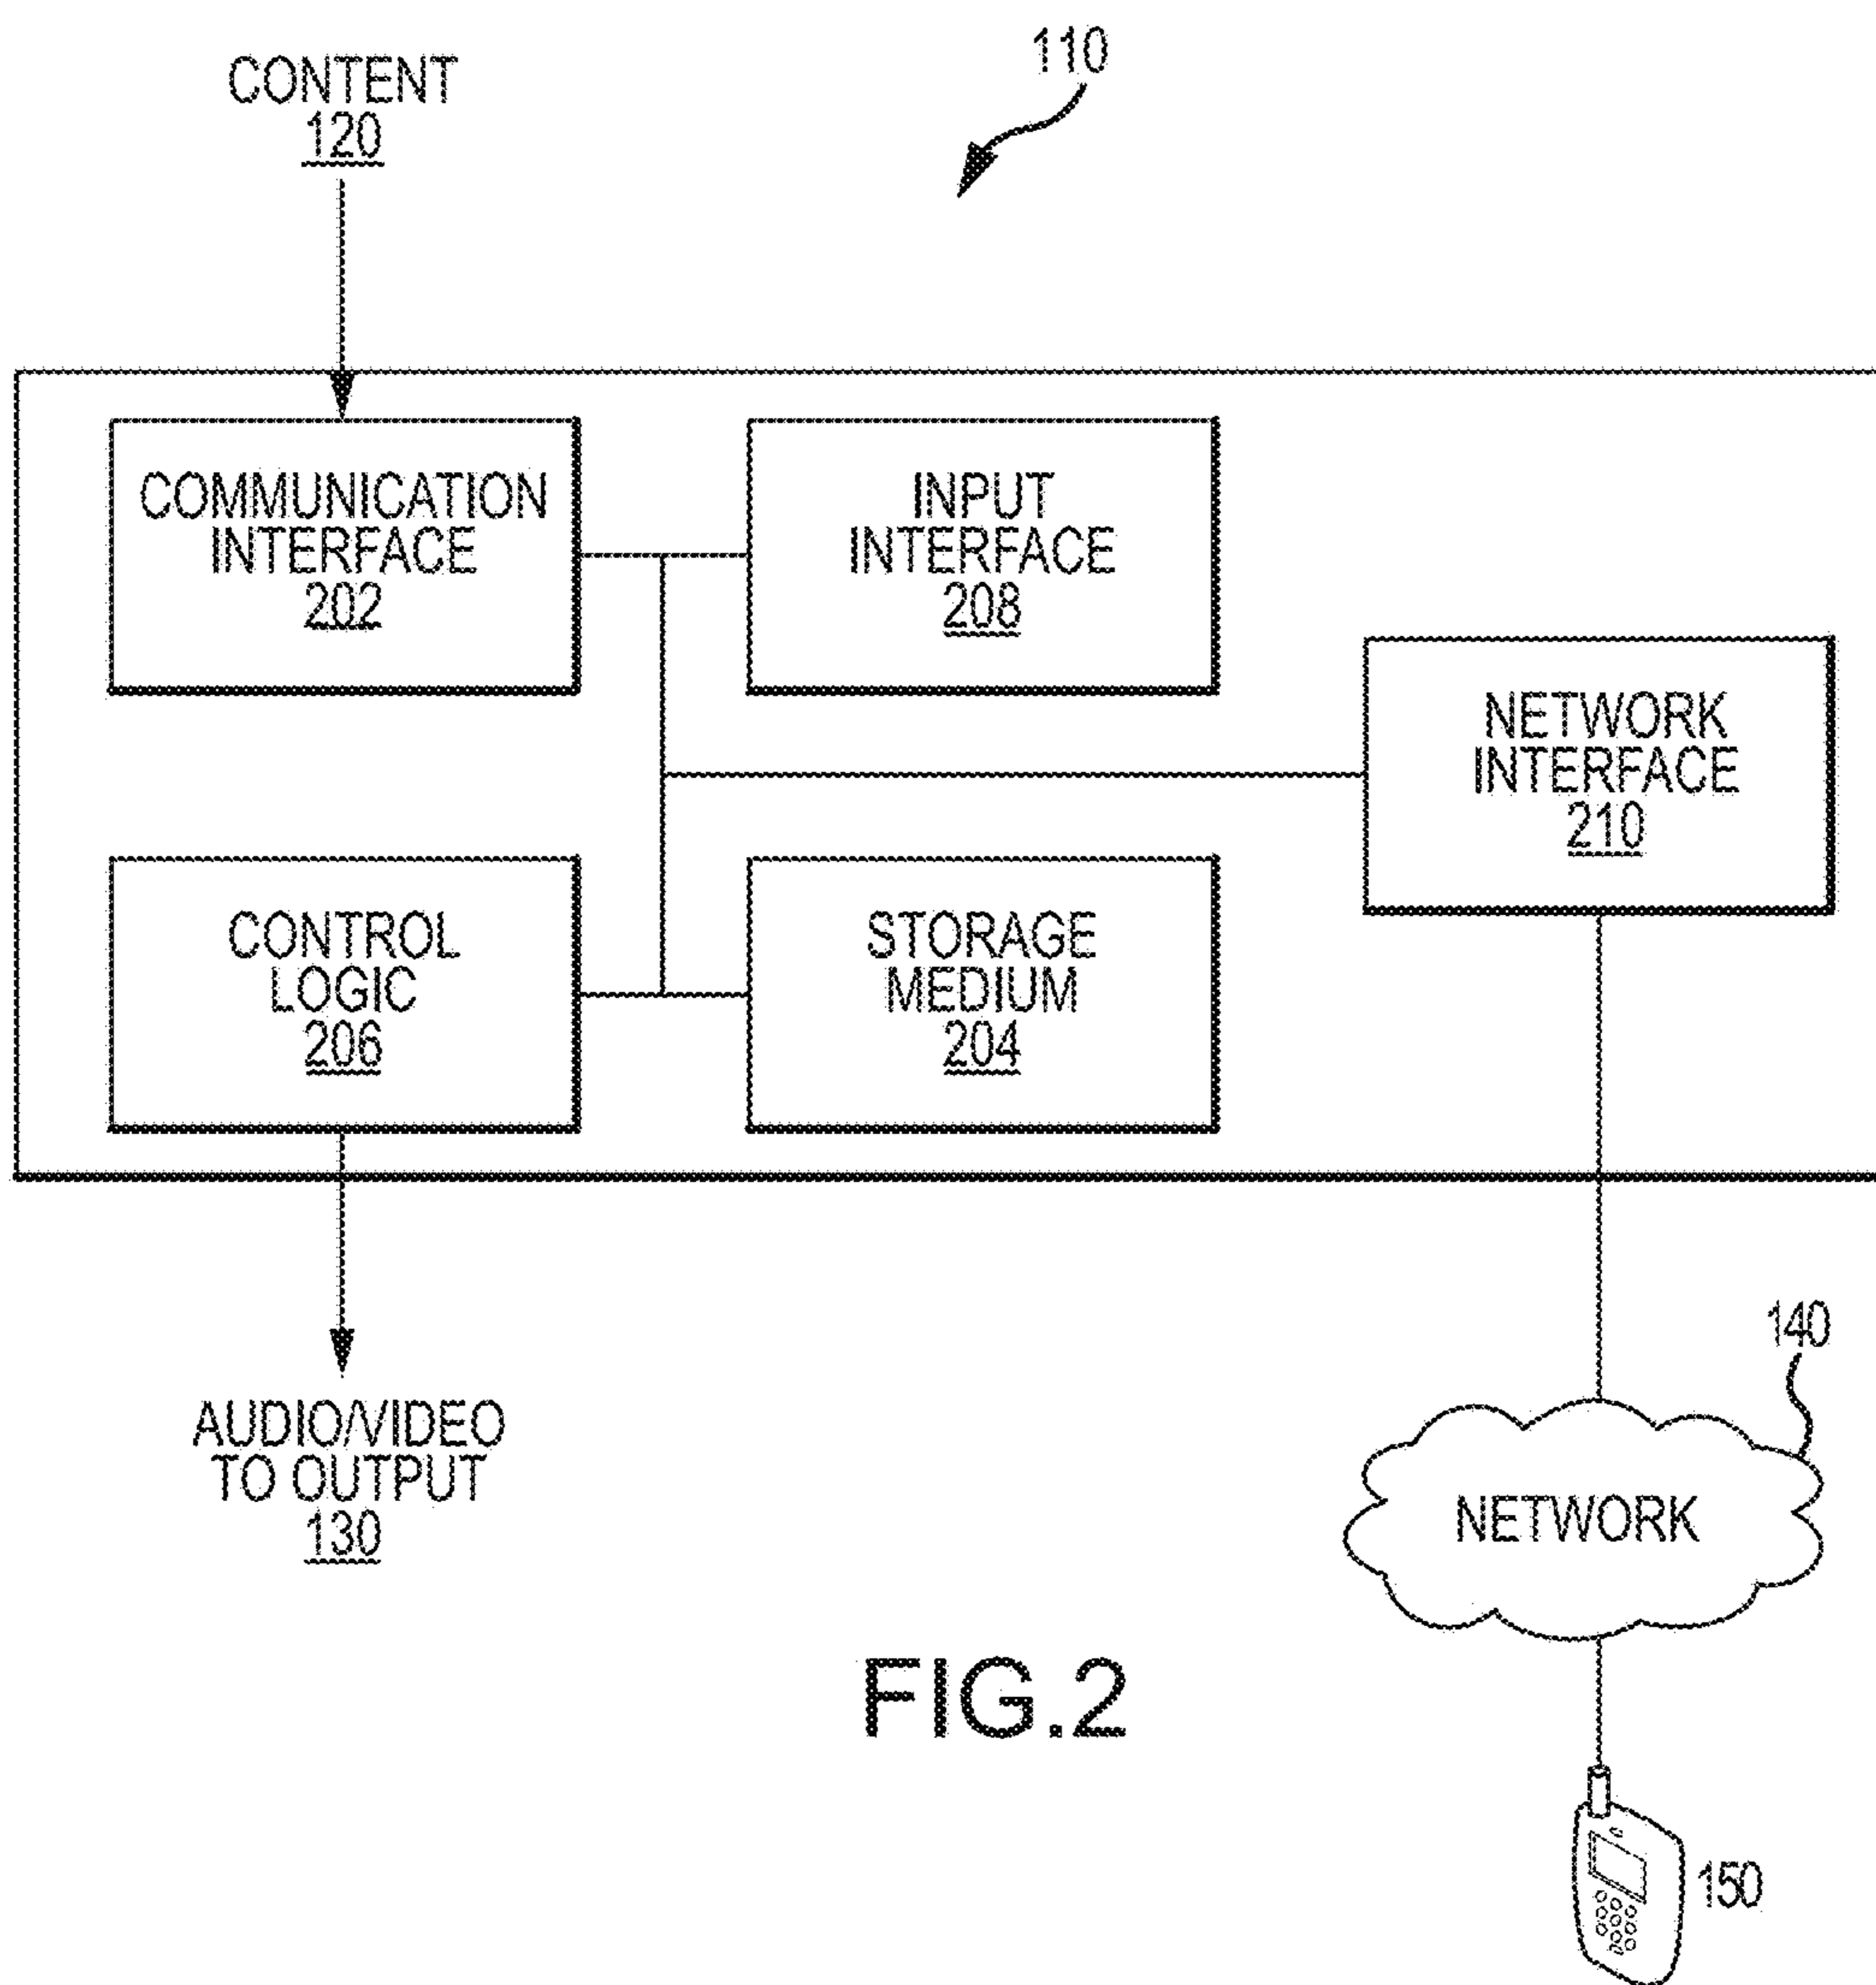 CONTENT
120
110
COMMUNICATION
INTERFACE
202
INPUT
INTERFACE
208
NETWORK
INTERFACE
210
CONTROL
LOGIC
206
STORAGE
MEDIUM
204
AUDIO/VIDEO
TO OUTPUT
130
140
NETWORK
FIG.2
150